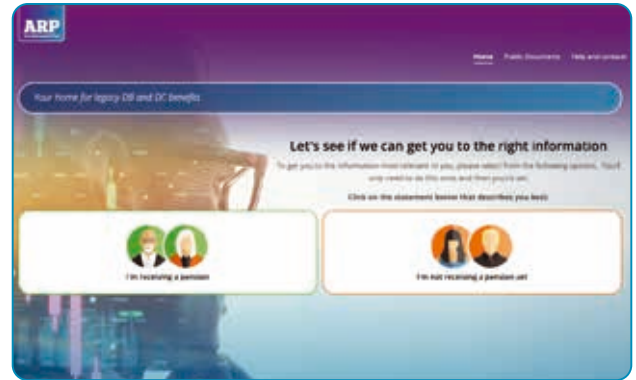 ARP
Home Public Documents Help and contact
Your home for legacy DB and DC benefits
Let's see if we can get you to the right information
To get you to the information most relevant to you, please select from the following options. You'll
only need to do this once and then you're set.
Click on the statement below that describes you best:
I'm receiving a pension
I'm not receiving a pension yet